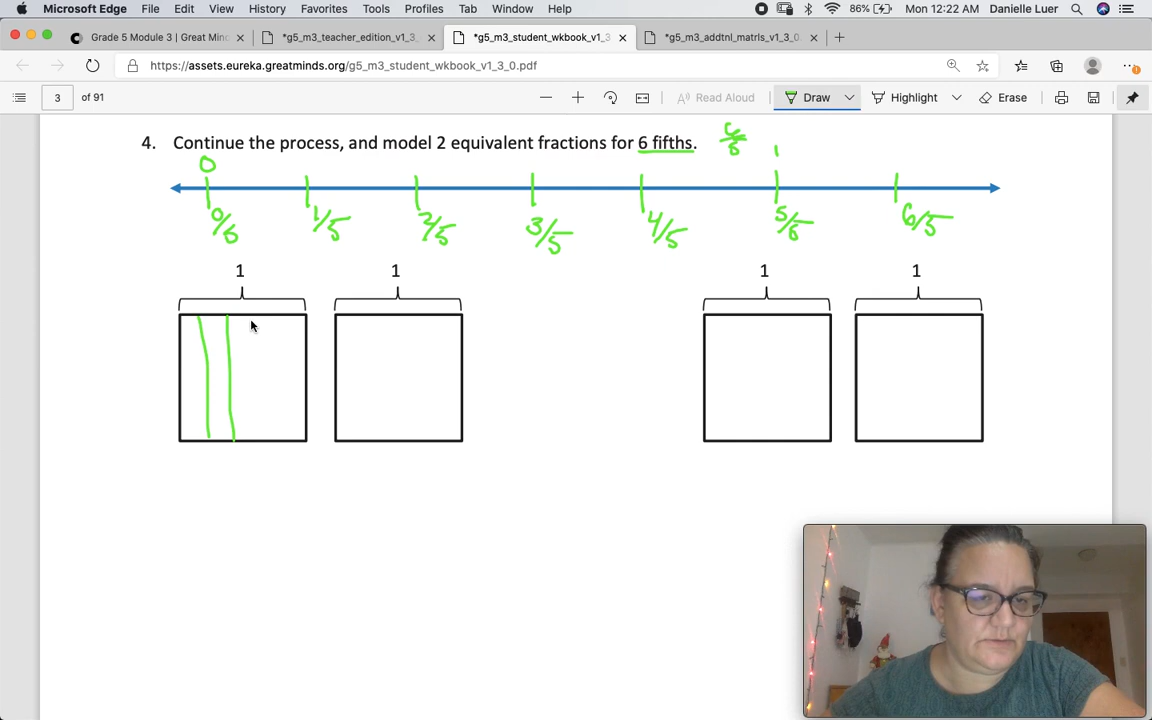 Microsoft Edge File Edit View History Favorites Tools Profiles Tab Window Help 86% Mon 12:22 AM Danielle Luer
Grade 5 Module 3 | Great Min *g5_m3_teacher_edition_v1_3_ *g5_m3_student_wkbook_v1_3 *g5_m3_addtnl_matrls_v1_3_0.
https://assets.eureka.greatminds.org/g5_m3_student_wkbook_v1_3_0.pdf
3 of 91 Read Aloud Draw Highlight Erase
4. Continue the process, and model 2 equivalent fractions for 6 fifths. 6/5
0 1
0/5 1/5 2/5 3/5 4/5 5/5 6/5
1 1 1 1